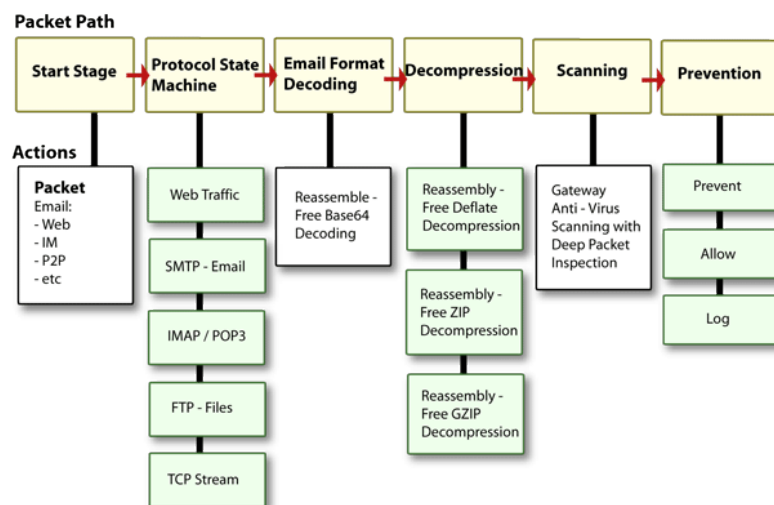 Packet Path
Start Stage
Protocol State
Machine
Email Format
Decoding
Decompression
Scanning
Prevention
Actions
Packet
Email:
- Web
- IM
- P2P
- etc
Web Traffic
SMTP - Email
IMAP / POP3
FTP - Files
TCP Stream
Reassemble -
Free Base64
Decoding
Reassembly -
Free Deflate
Decompression
Reassembly -
Free ZIP
Decompression
Reassembly -
Free GZIP
Decompression
Gateway
Anti - Virus
Scanning with
Deep Packet
Inspection
Prevent
Allow
Log